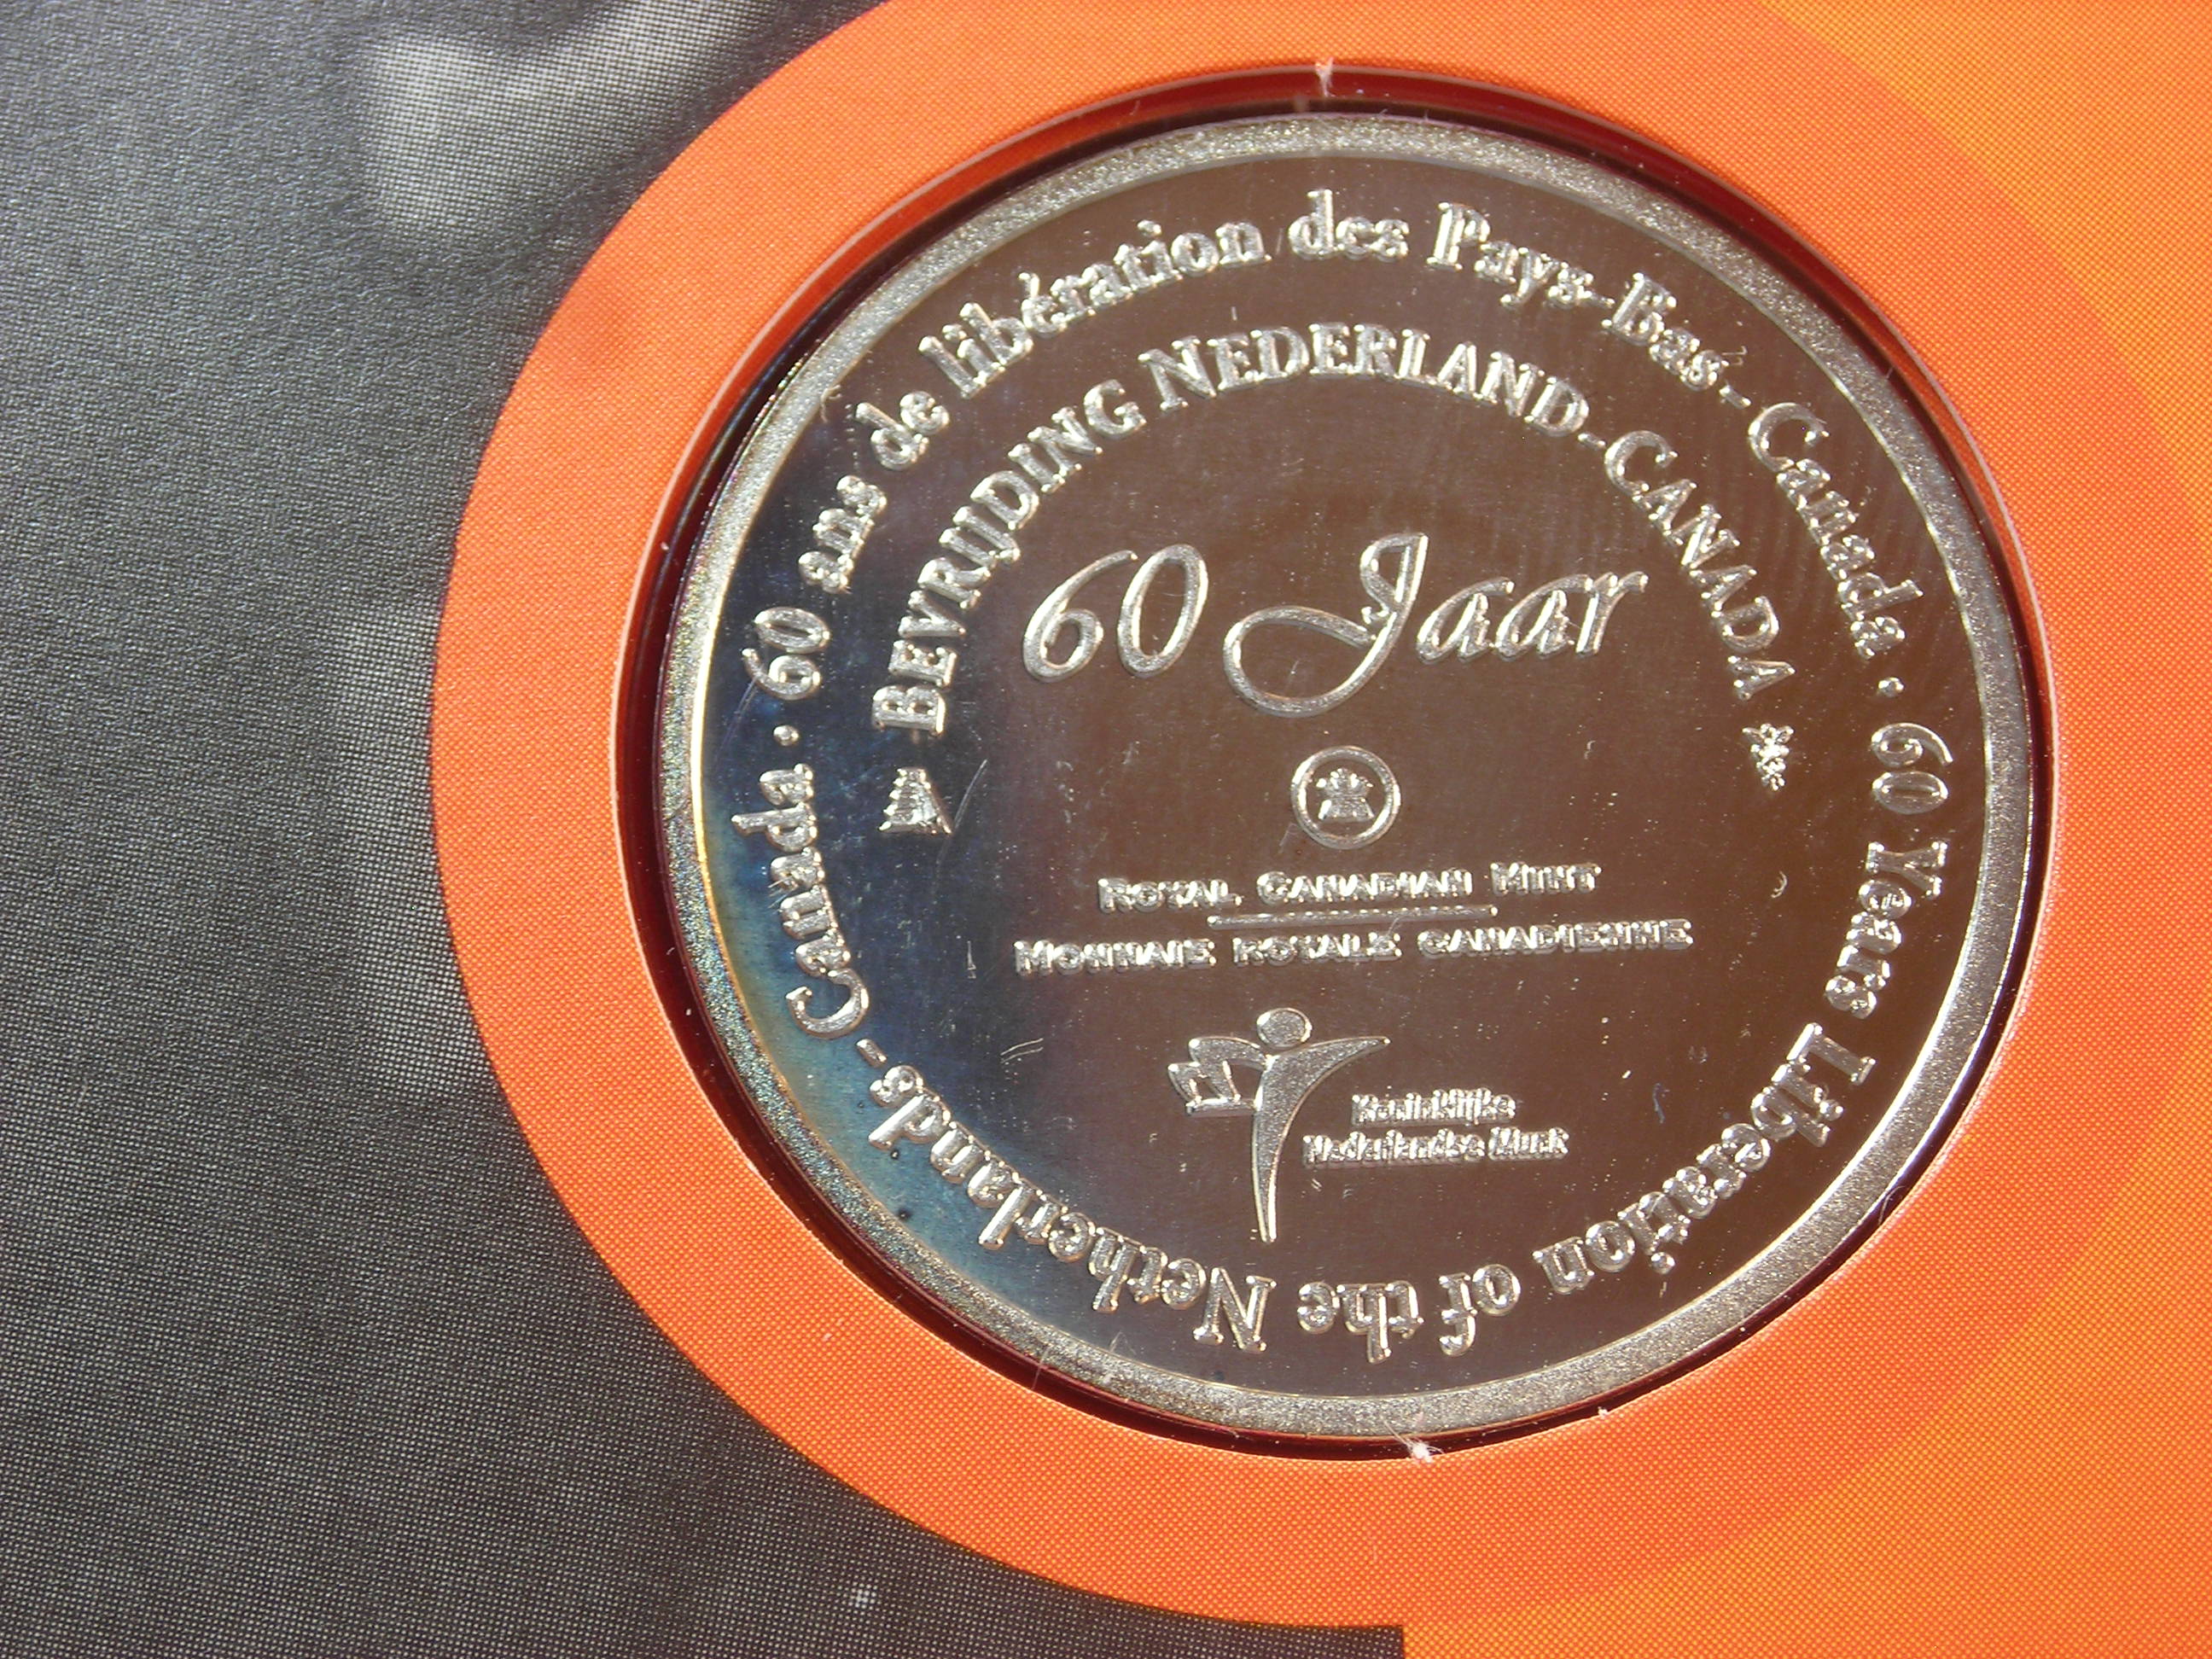 60 ans de libération des Pays-Bas - Canada · 60 Years Liberation of the Netherlands - Canada ·
BEVRIJDING NEDERLAND-CANADA
60 Jaar
ROYAL CANADIAN MINT
MONNAIE ROYALE CANADIENNE
Koninklijke
Nederlandse Munt